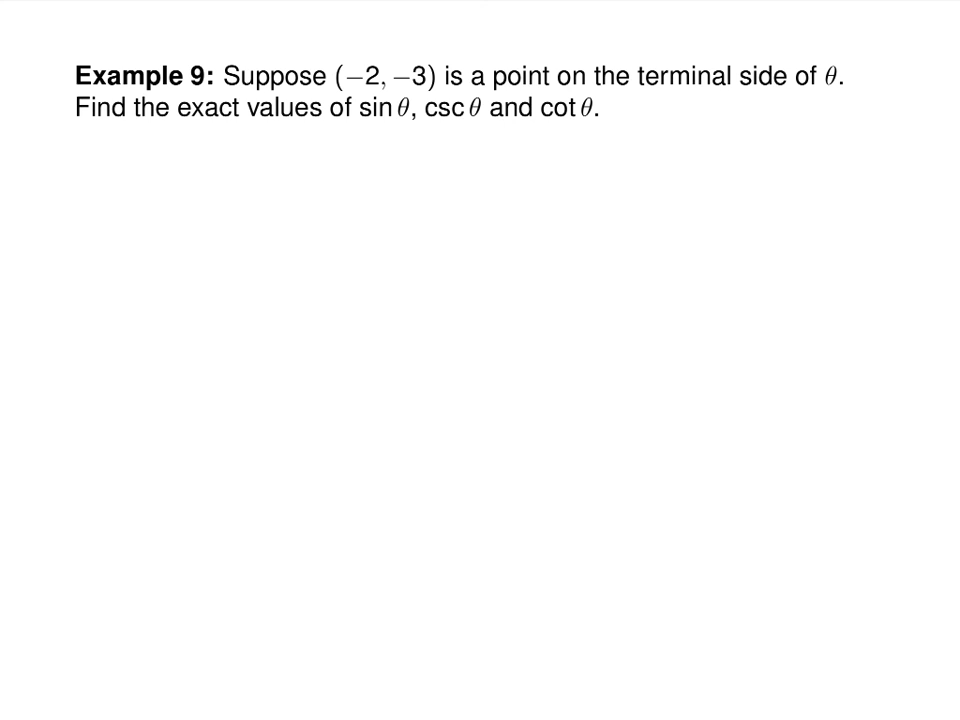 Example 9: Suppose (−2, −3) is a point on the terminal side of θ.
Find the exact values of sin θ, csc θ and cot θ.